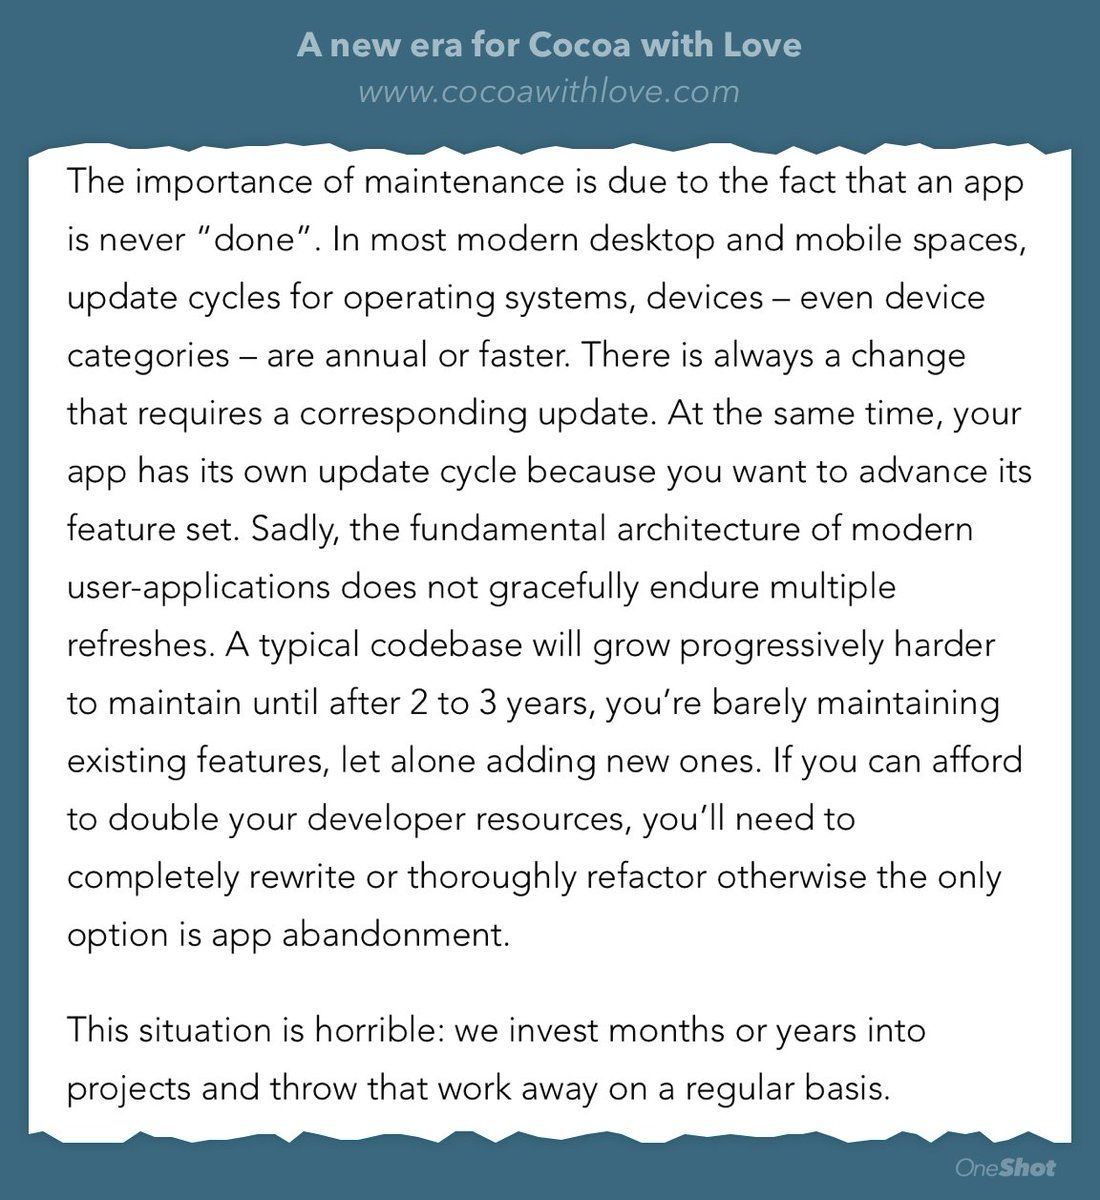 A new era for Cocoa with Love
www.cocoawithlove.com
The importance of maintenance is due to the fact that an app
is never “done”. In most modern desktop and mobile spaces,
update cycles for operating systems, devices – even device
categories – are annual or faster. There is always a change
that requires a corresponding update. At the same time, your
app has its own update cycle because you want to advance its
feature set. Sadly, the fundamental architecture of modern
user-applications does not gracefully endure multiple
refreshes. A typical codebase will grow progressively harder
to maintain until after 2 to 3 years, you’re barely maintaining
existing features, let alone adding new ones. If you can afford
to double your developer resources, you’ll need to
completely rewrite or thoroughly refactor otherwise the only
option is app abandonment.
This situation is horrible: we invest months or years into
projects and throw that work away on a regular basis.
OneShot